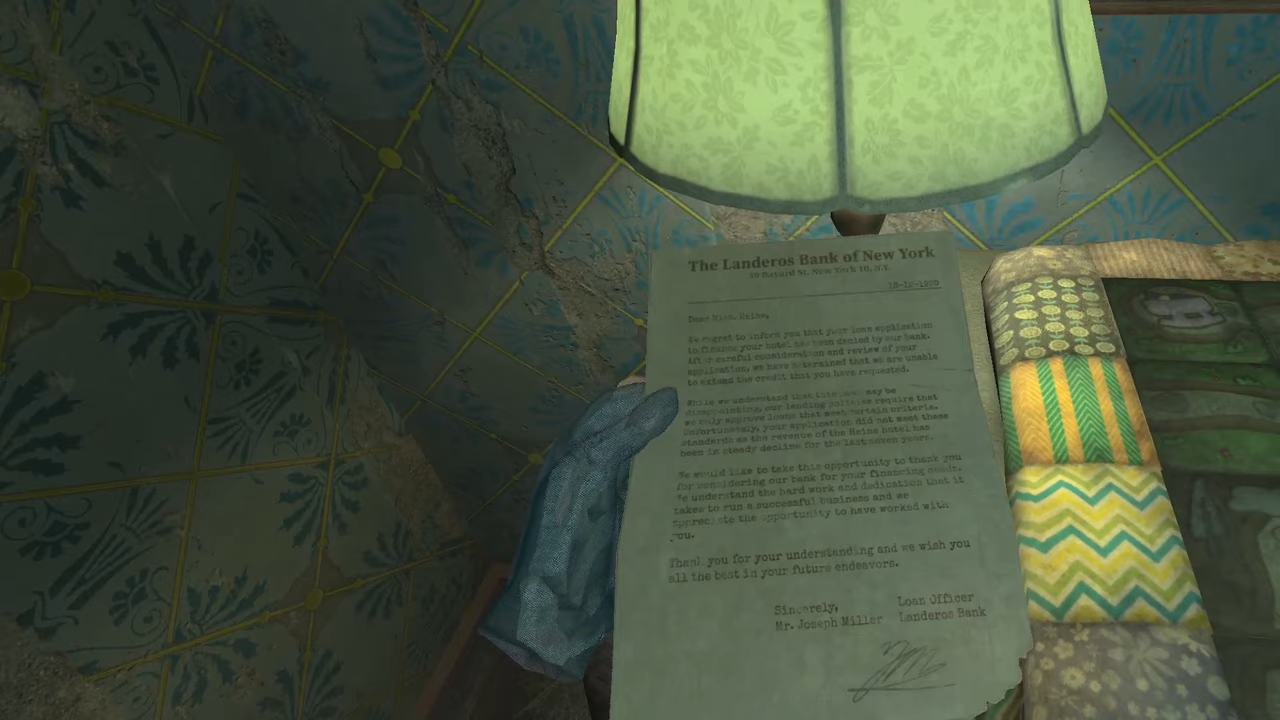 The Landeros Bank of New York
Bayard St. New York 10, N.Y.
Dear Miss. Heine,
We regret to inform you that your loan application
to finance your hotel has been denied by our bank.
After careful consideration and review of your
application, we have determined that we are unable
to extend the credit that you have requested.
While we understand that this may be
disappointing, our lending policies require that
we only approve loans that meet certain criteria.
Unfortunately, your application did not meet these
standards as the revenue of the Heine hotel has
been in steady decline for the last seven years.
We would like to take this opportunity to thank you
for considering our bank for your financing needs.
We understand the hard work and dedication that it
takes to run a successful business and we
appreciate the opportunity to have worked with
you.
Thank you for your understanding and we wish you
all the best in your future endeavors.
Sincerely, Loan Officer
Mr. Joseph Miller Landeros Bank